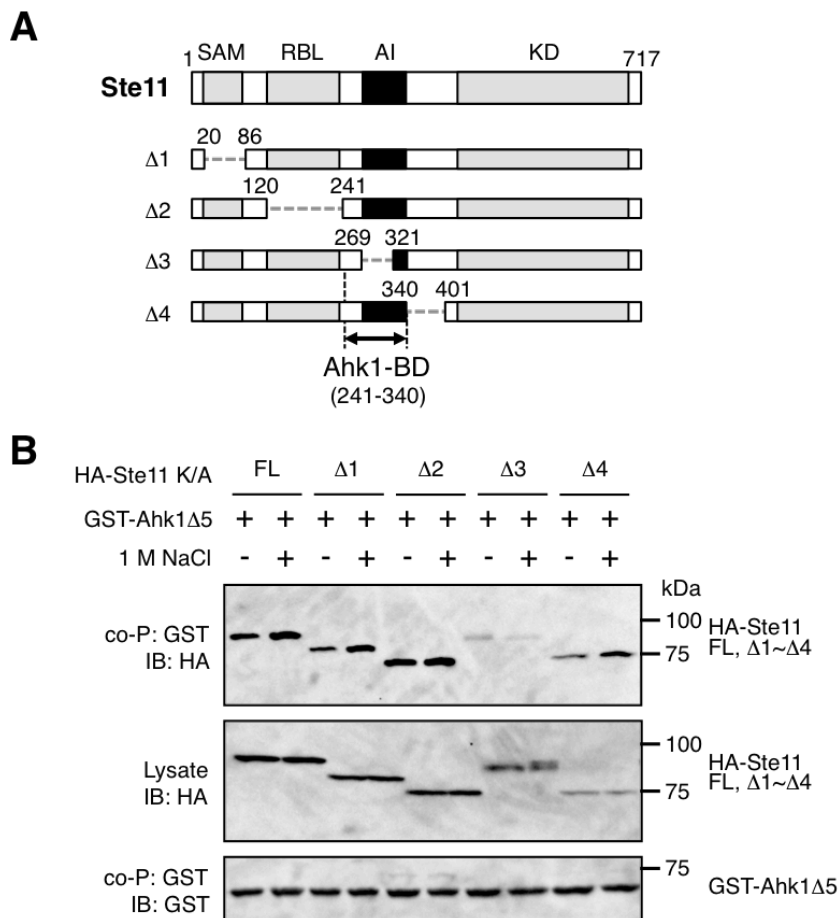 A
1 SAM RBL AI KD 717
Ste11
20 86
Δ1
120 241
Δ2
269 321
Δ3
340 401
Δ4
Ahk1-BD
(241-340)
B
HA-Ste11 K/A FL Δ1 Δ2 Δ3 Δ4
GST-Ahk1Δ5 + + + + + + + + + +
1 M NaCl - + - + - + - + - +
kDa
100
75
co-P: GST
IB: HA
HA-Ste11
FL, Δ1~Δ4
100
75
Lysate
IB: HA
HA-Ste11
FL, Δ1~Δ4
75
co-P: GST
IB: GST
GST-Ahk1Δ5